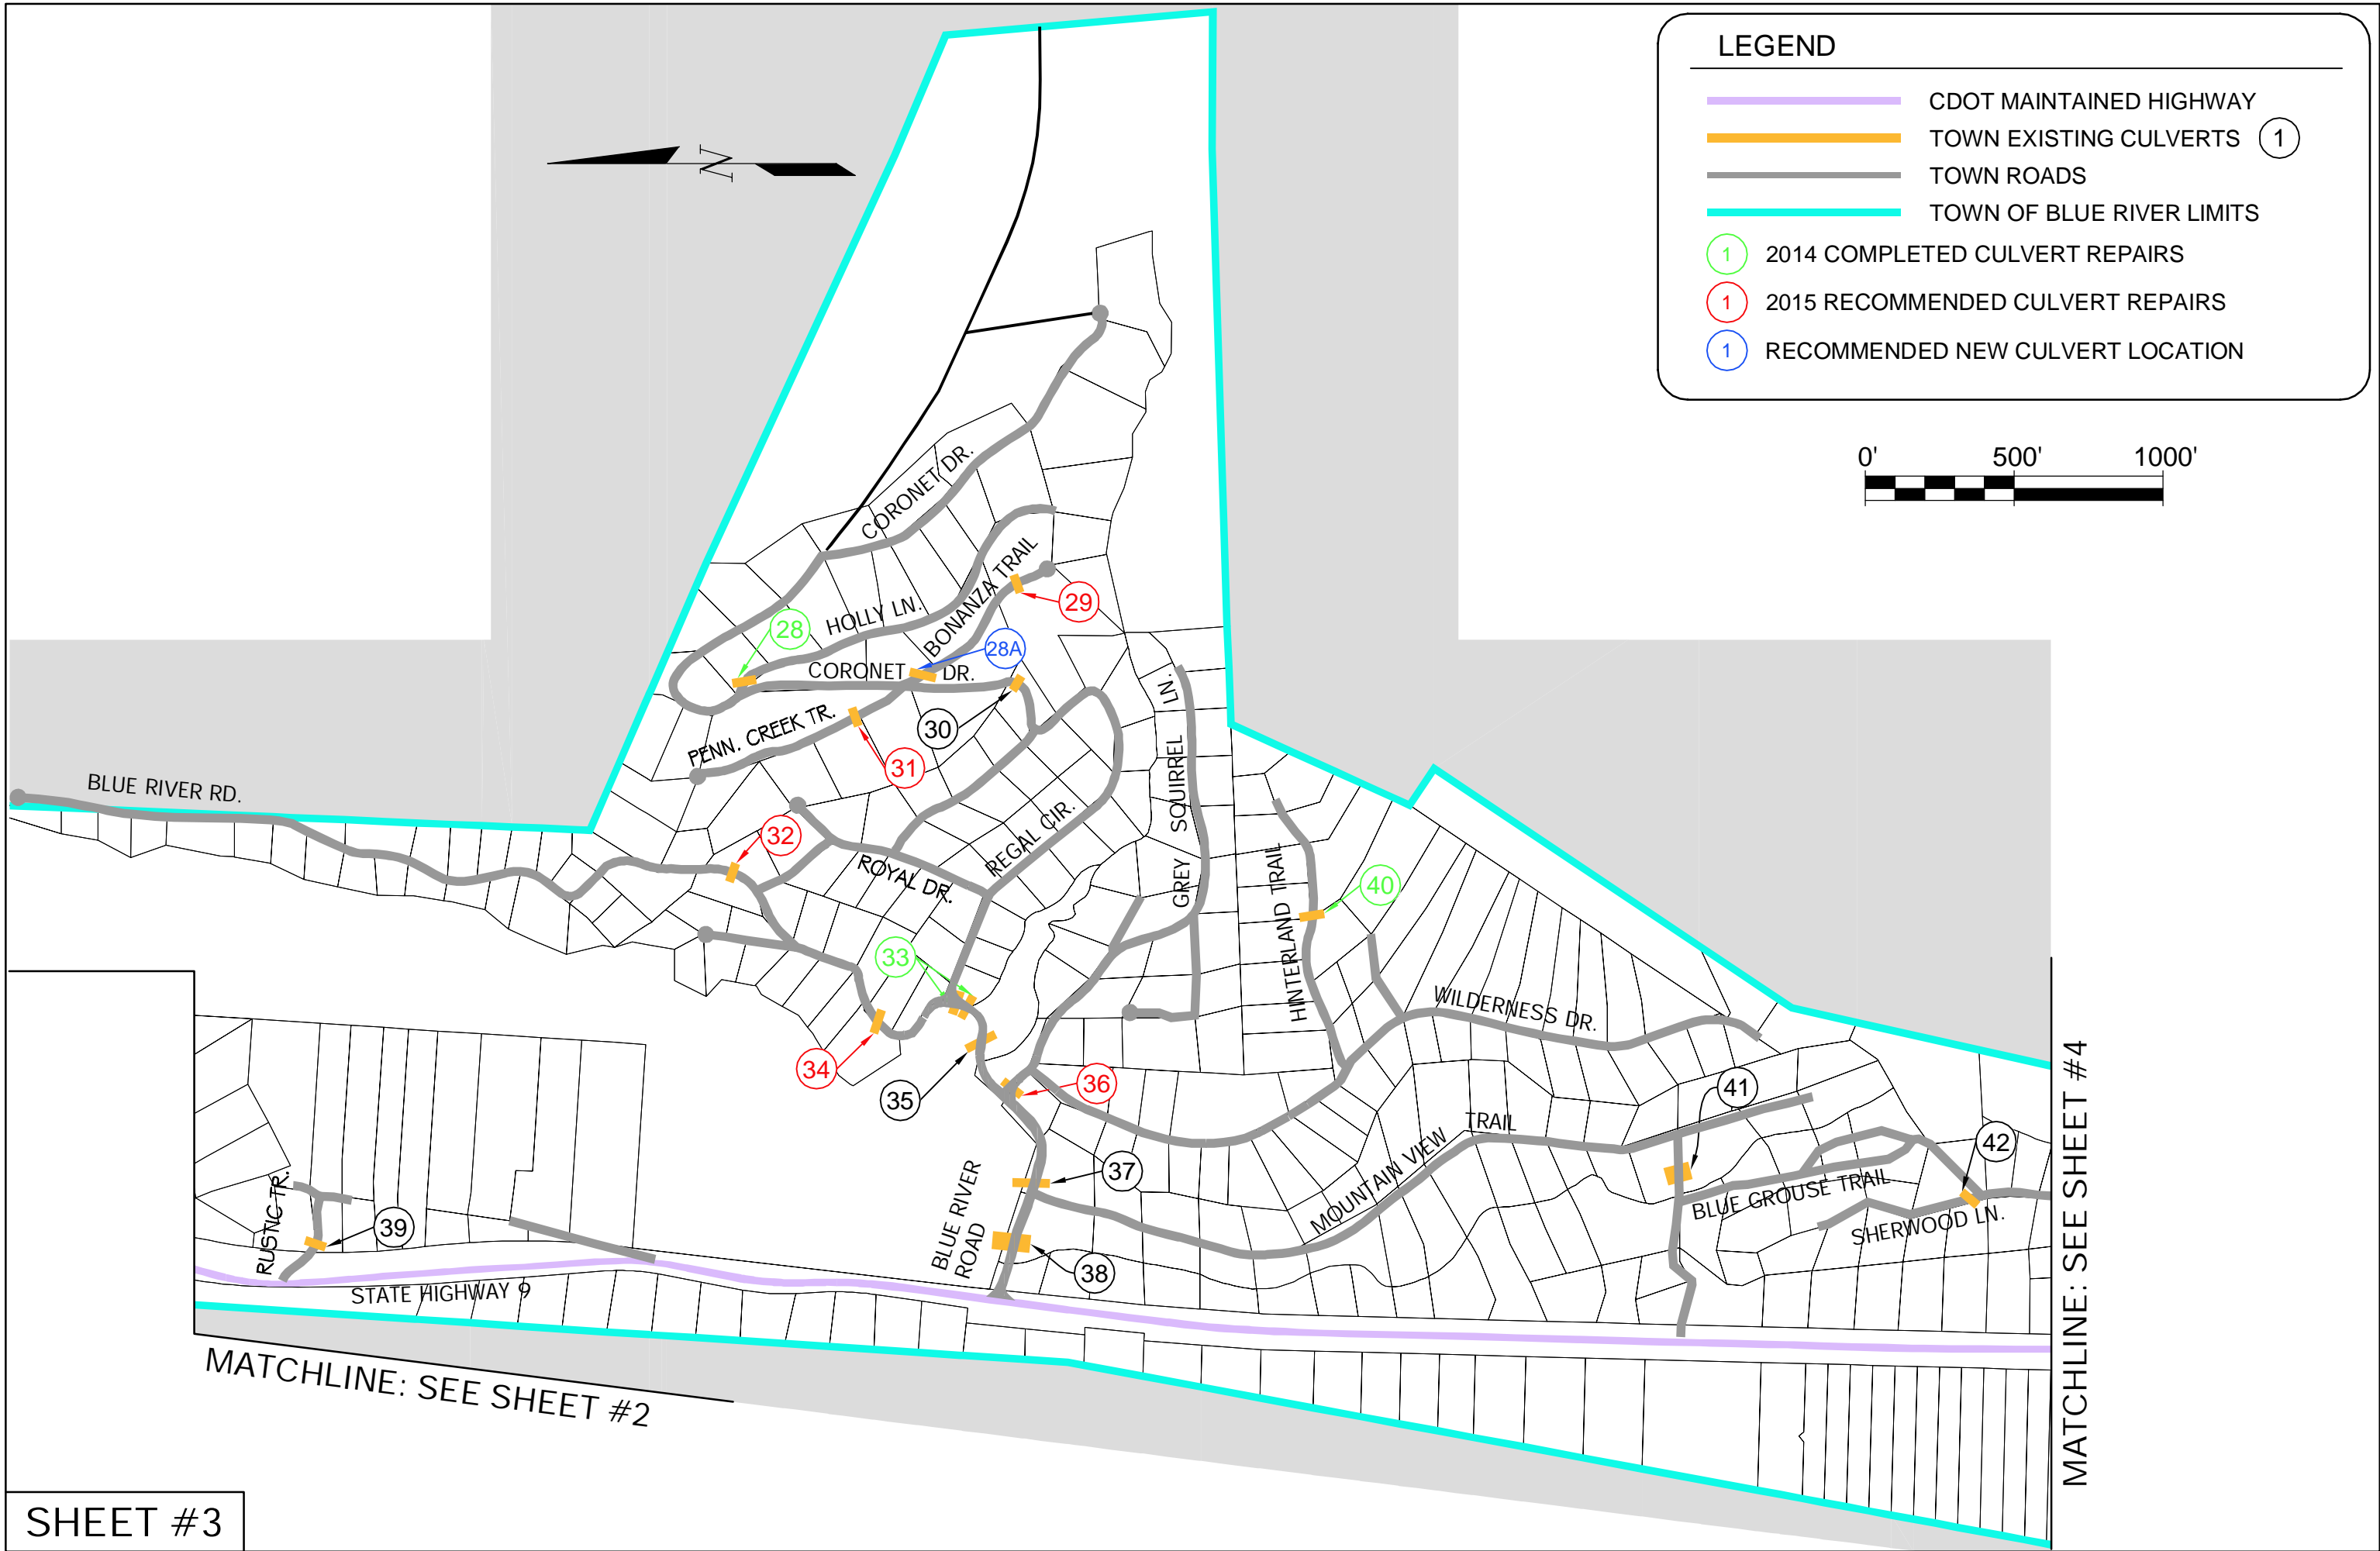 LEGEND
CDOT MAINTAINED HIGHWAY
TOWN EXISTING CULVERTS 1
TOWN ROADS
TOWN OF BLUE RIVER LIMITS
1 2014 COMPLETED CULVERT REPAIRS
1 2015 RECOMMENDED CULVERT REPAIRS
1 RECOMMENDED NEW CULVERT LOCATION
N
0' 500' 1000'
CORONET DR.
HOLLY LN.
BONANZA TRAIL
28
29
28A
CORONET DR.
30
PENN. CREEK TR.
31
BLUE RIVER RD.
32
ROYAL DR.
REGAL CIR.
GREY SQUIRREL LN.
HINTERLAND TRAIL
40
33
34
35
36
WILDERNESS DR.
MOUNTAIN VIEW TRAIL
41
42
BLUE GROUSE TRAIL
SHERWOOD LN.
37
38
BLUE RIVER
ROAD
RUSTIC TR.
39
STATE HIGHWAY 9
MATCHLINE: SEE SHEET #2
MATCHLINE: SEE SHEET #4
SHEET #3